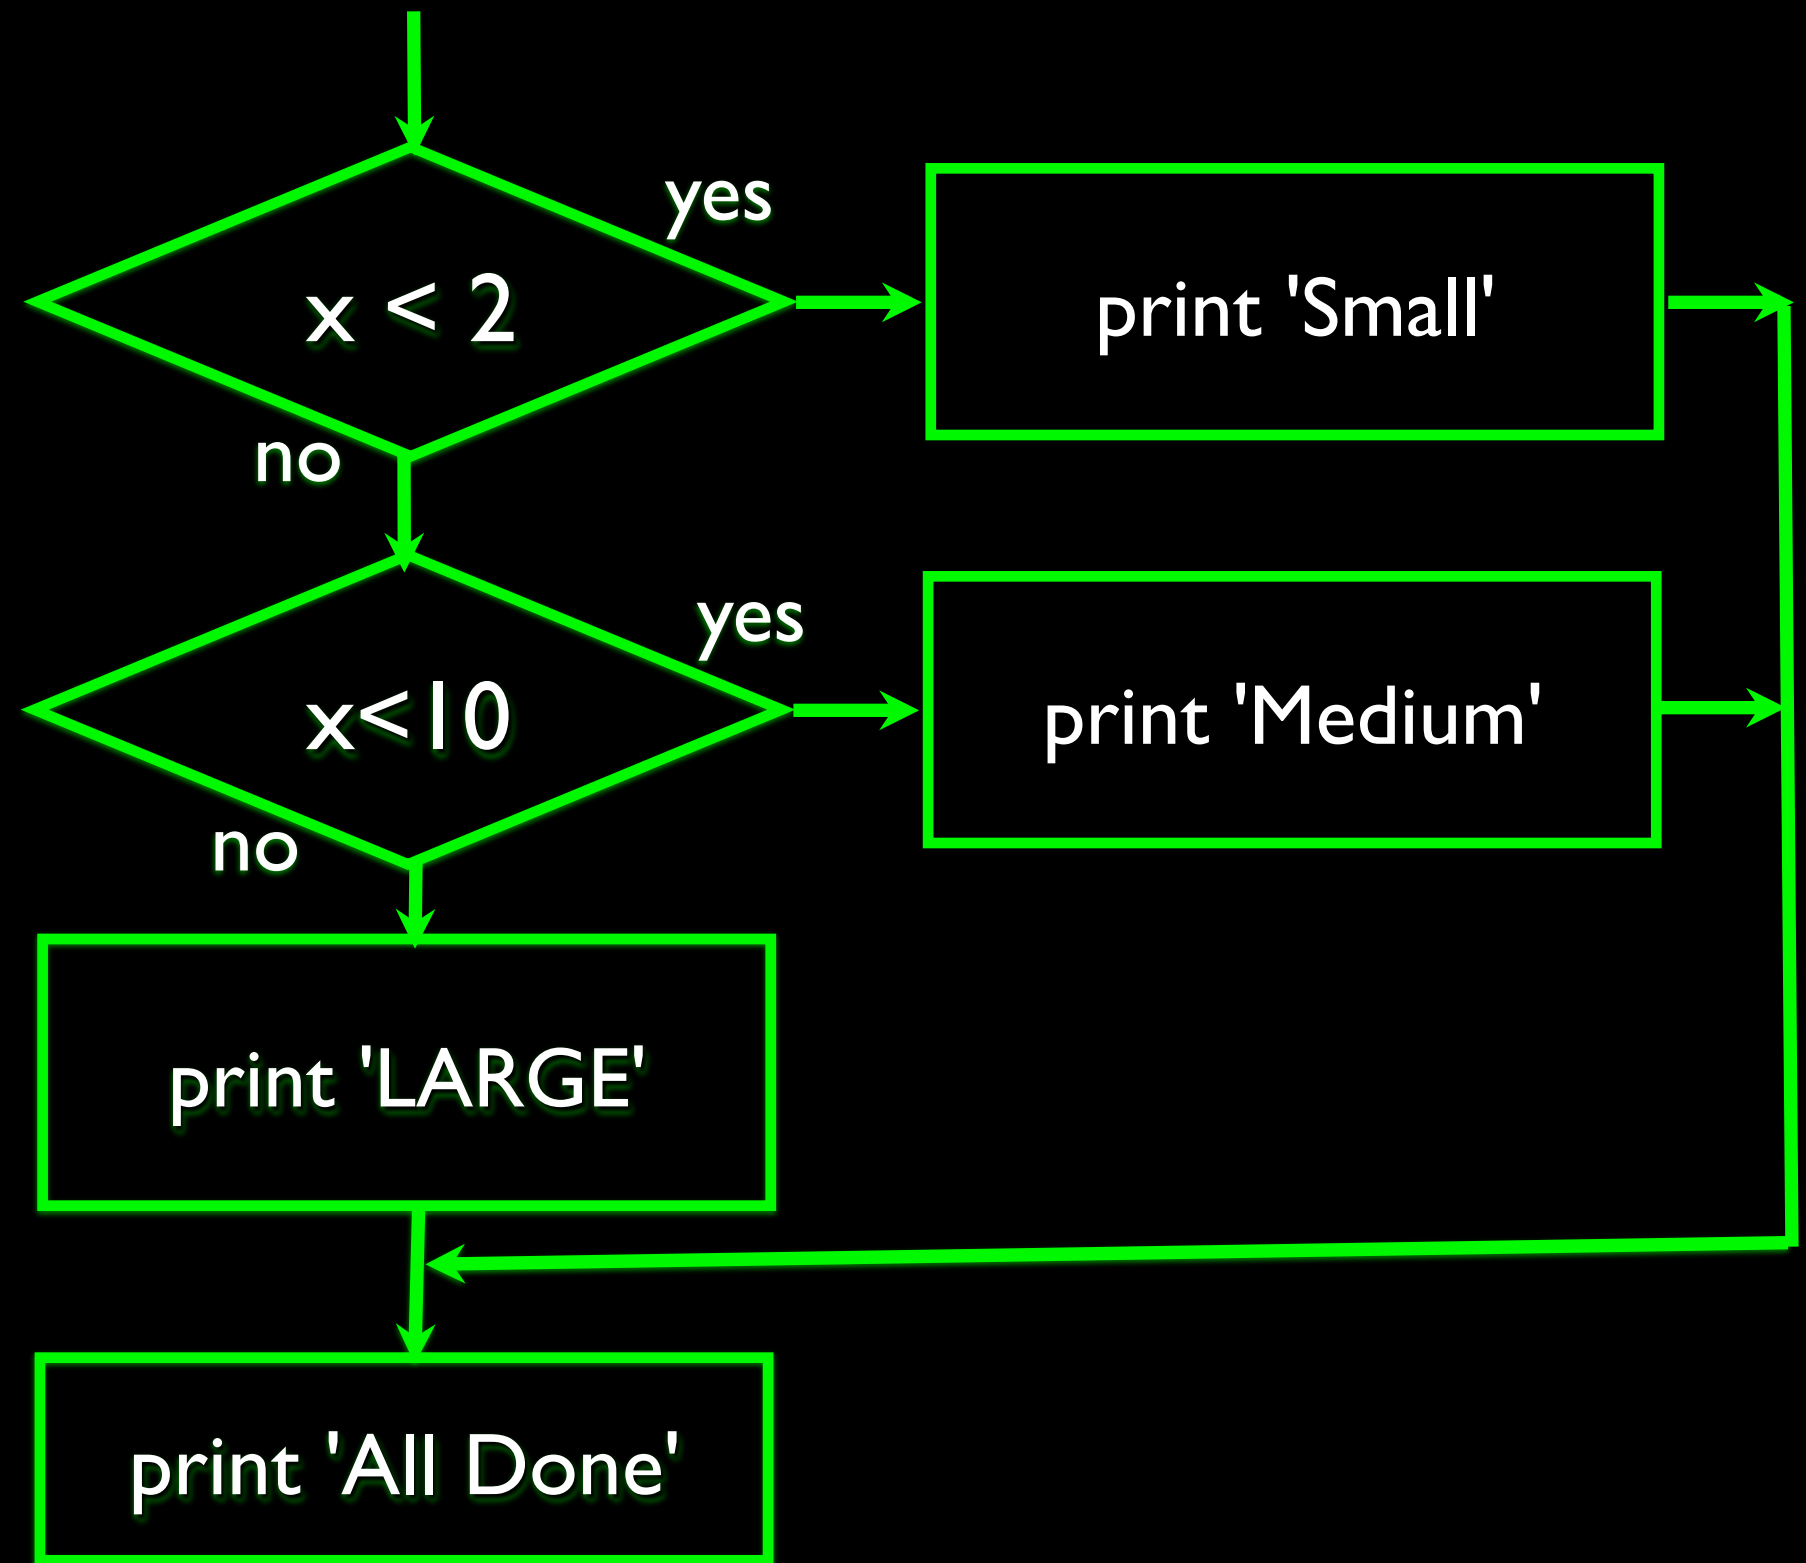 yes
x < 2
print 'Small'
no
yes
x<10
print 'Medium'
no
print 'LARGE'
print 'All Done'